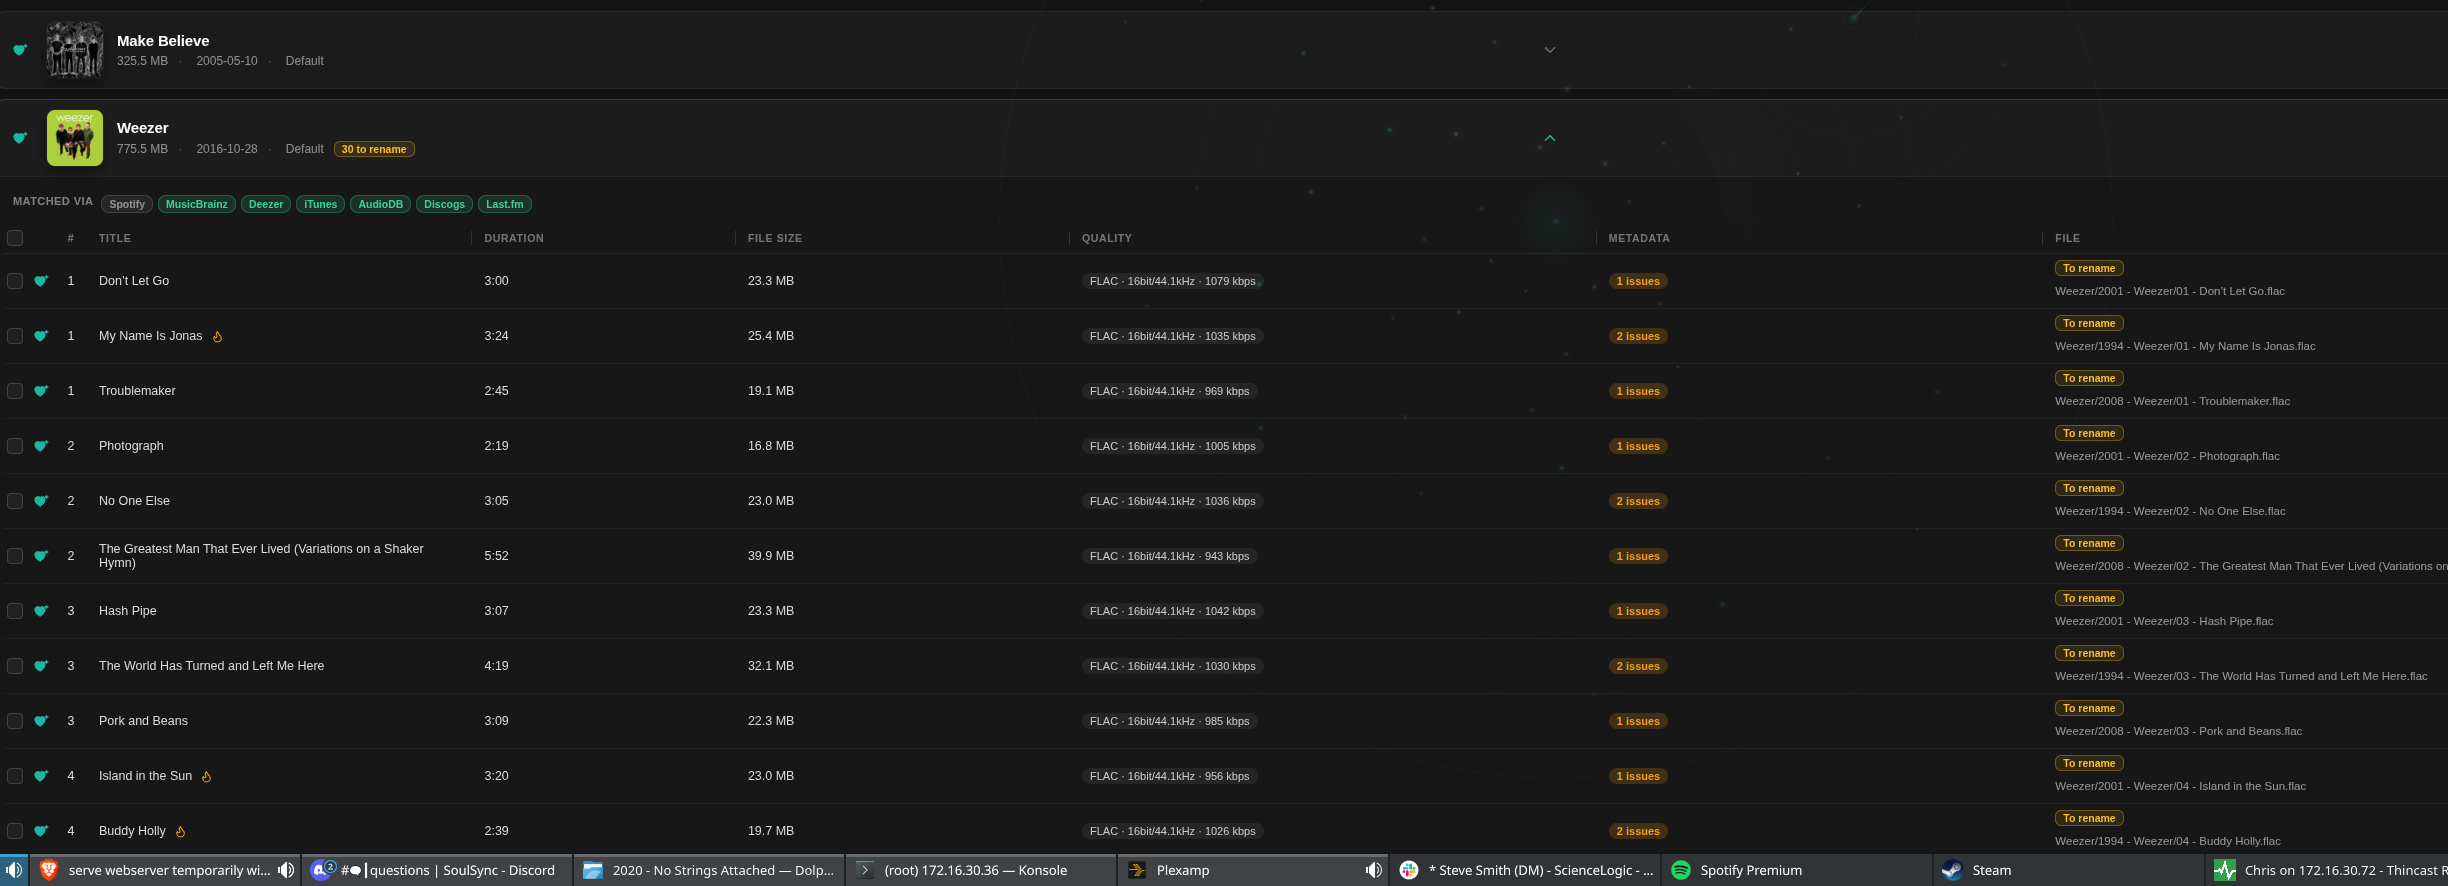 Make Believe
325.5 MB · 2005-05-10 · Default
weezer
Weezer
775.5 MB · 2016-10-28 · Default 30 to rename
MATCHED VIA Spotify MusicBrainz Deezer iTunes AudioDB Discogs Last.fm
# TITLE DURATION FILE SIZE QUALITY METADATA FILE
1 Don’t Let Go 3:00 23.3 MB FLAC · 16bit/44.1kHz · 1079 kbps 1 issues To rename
Weezer/2001 - Weezer/01 - Don’t Let Go.flac
1 My Name Is Jonas 3:24 25.4 MB FLAC · 16bit/44.1kHz · 1035 kbps 2 issues To rename
Weezer/1994 - Weezer/01 - My Name Is Jonas.flac
1 Troublemaker 2:45 19.1 MB FLAC · 16bit/44.1kHz · 969 kbps 1 issues To rename
Weezer/2008 - Weezer/01 - Troublemaker.flac
2 Photograph 2:19 16.8 MB FLAC · 16bit/44.1kHz · 1005 kbps 1 issues To rename
Weezer/2001 - Weezer/02 - Photograph.flac
2 No One Else 3:05 23.0 MB FLAC · 16bit/44.1kHz · 1036 kbps 2 issues To rename
Weezer/1994 - Weezer/02 - No One Else.flac
2 The Greatest Man That Ever Lived (Variations on a Shaker
Hymn) 5:52 39.9 MB FLAC · 16bit/44.1kHz · 943 kbps 1 issues To rename
Weezer/2008 - Weezer/02 - The Greatest Man That Ever Lived (Variations on
3 Hash Pipe 3:07 23.3 MB FLAC · 16bit/44.1kHz · 1042 kbps 1 issues To rename
Weezer/2001 - Weezer/03 - Hash Pipe.flac
3 The World Has Turned and Left Me Here 4:19 32.1 MB FLAC · 16bit/44.1kHz · 1030 kbps 2 issues To rename
Weezer/1994 - Weezer/03 - The World Has Turned and Left Me Here.flac
3 Pork and Beans 3:09 22.3 MB FLAC · 16bit/44.1kHz · 985 kbps 1 issues To rename
Weezer/2008 - Weezer/03 - Pork and Beans.flac
4 Island in the Sun 3:20 23.0 MB FLAC · 16bit/44.1kHz · 956 kbps 1 issues To rename
Weezer/2001 - Weezer/04 - Island in the Sun.flac
4 Buddy Holly 2:39 19.7 MB FLAC · 16bit/44.1kHz · 1026 kbps 2 issues To rename
Weezer/1994 - Weezer/04 - Buddy Holly.flac
serve webserver temporarily wi... 2 #💬┃questions | SoulSync - Discord 2020 - No Strings Attached — Dolp... (root) 172.16.30.36 — Konsole Plexamp * Steve Smith (DM) - ScienceLogic - ... Spotify Premium Steam Chris on 172.16.30.72 - Thincast R